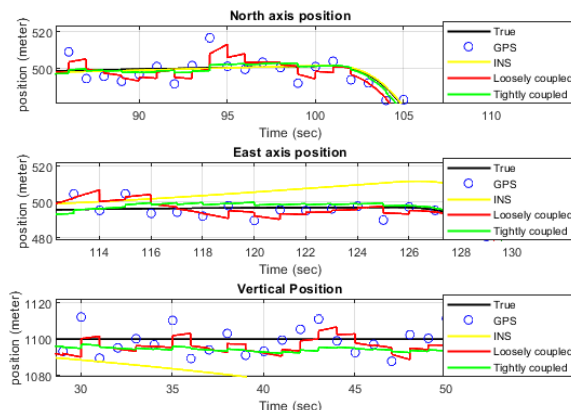 North axis position
position (meter)
520
500
90
95
100
105
110
Time (sec)
True
GPS
INS
Loosely coupled
Tightly coupled
East axis position
position (meter)
520
500
480
114
116
118
120
122
124
126
128
130
Time (sec)
True
GPS
INS
Loosely coupled
Tightly coupled
Vertical Position
position (meter)
1120
1100
1080
30
35
40
45
50
Time (sec)
True
GPS
INS
Loosely coupled
Tightly coupled